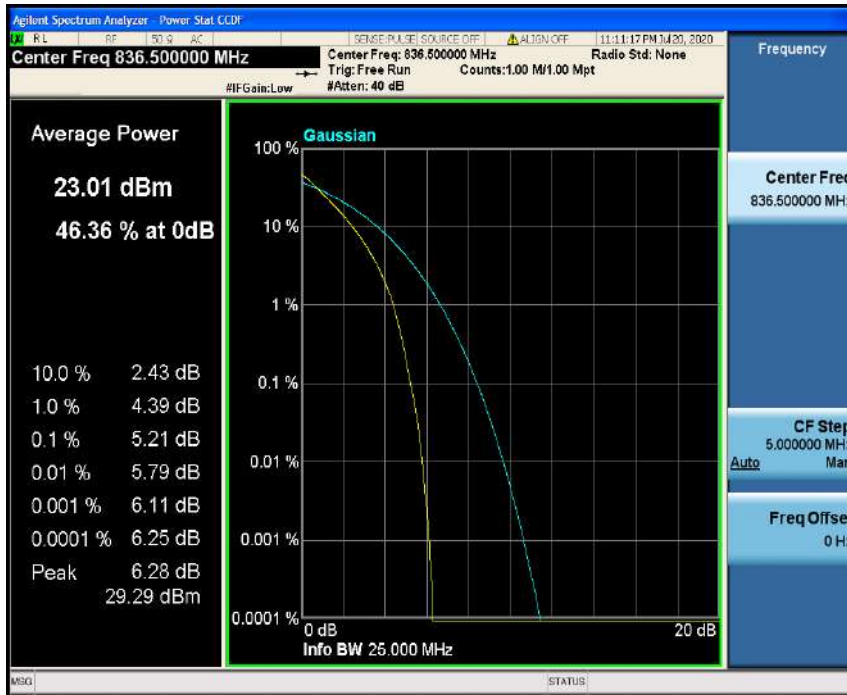 Agilent Spectrum Analyzer - Power Stat CCDF
RL RF 50 Ω AC SENSE:PULSE SOURCE OFF ALIGN OFF 11:11:17 PM Jul 20, 2020
Center Freq 836.500000 MHz
Center Freq: 836.500000 MHz Radio Std: None
Trig: Free Run Counts:1.00 M/1.00 Mpt
#IFGain:Low #Atten: 40 dB
Average Power
23.01 dBm
46.36 % at 0dB
10.0 % 2.43 dB
1.0 % 4.39 dB
0.1 % 5.21 dB
0.01 % 5.79 dB
0.001 % 6.11 dB
0.0001 % 6.25 dB
Peak 6.28 dB
29.29 dBm
Gaussian
100 %
10 %
1 %
0.1 %
0.01 %
0.001 %
0.0001 %
0 dB 20 dB
Info BW 25.000 MHz
Frequency
Center Fre
836.500000 MH
CF Step
5.000000 MH
Auto Man
Freq Offse
0 H
MSG STATUS